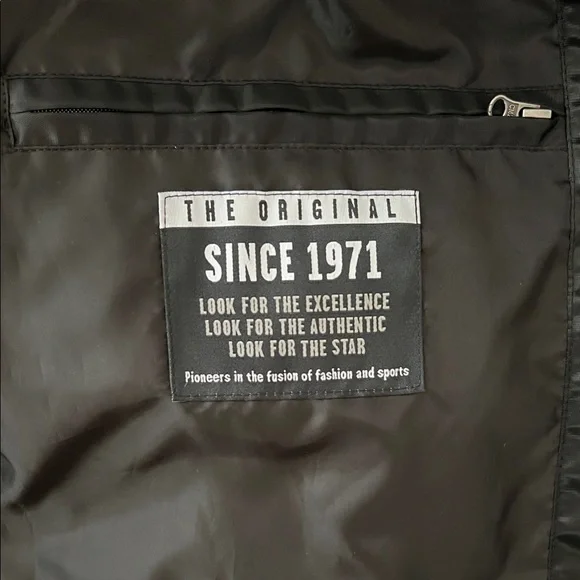 THE ORIGINAL
SINCE 1971
LOOK FOR THE EXCELLENCE
LOOK FOR THE AUTHENTIC
LOOK FOR THE STAR
Pioneers in the fusion of fashion and sports